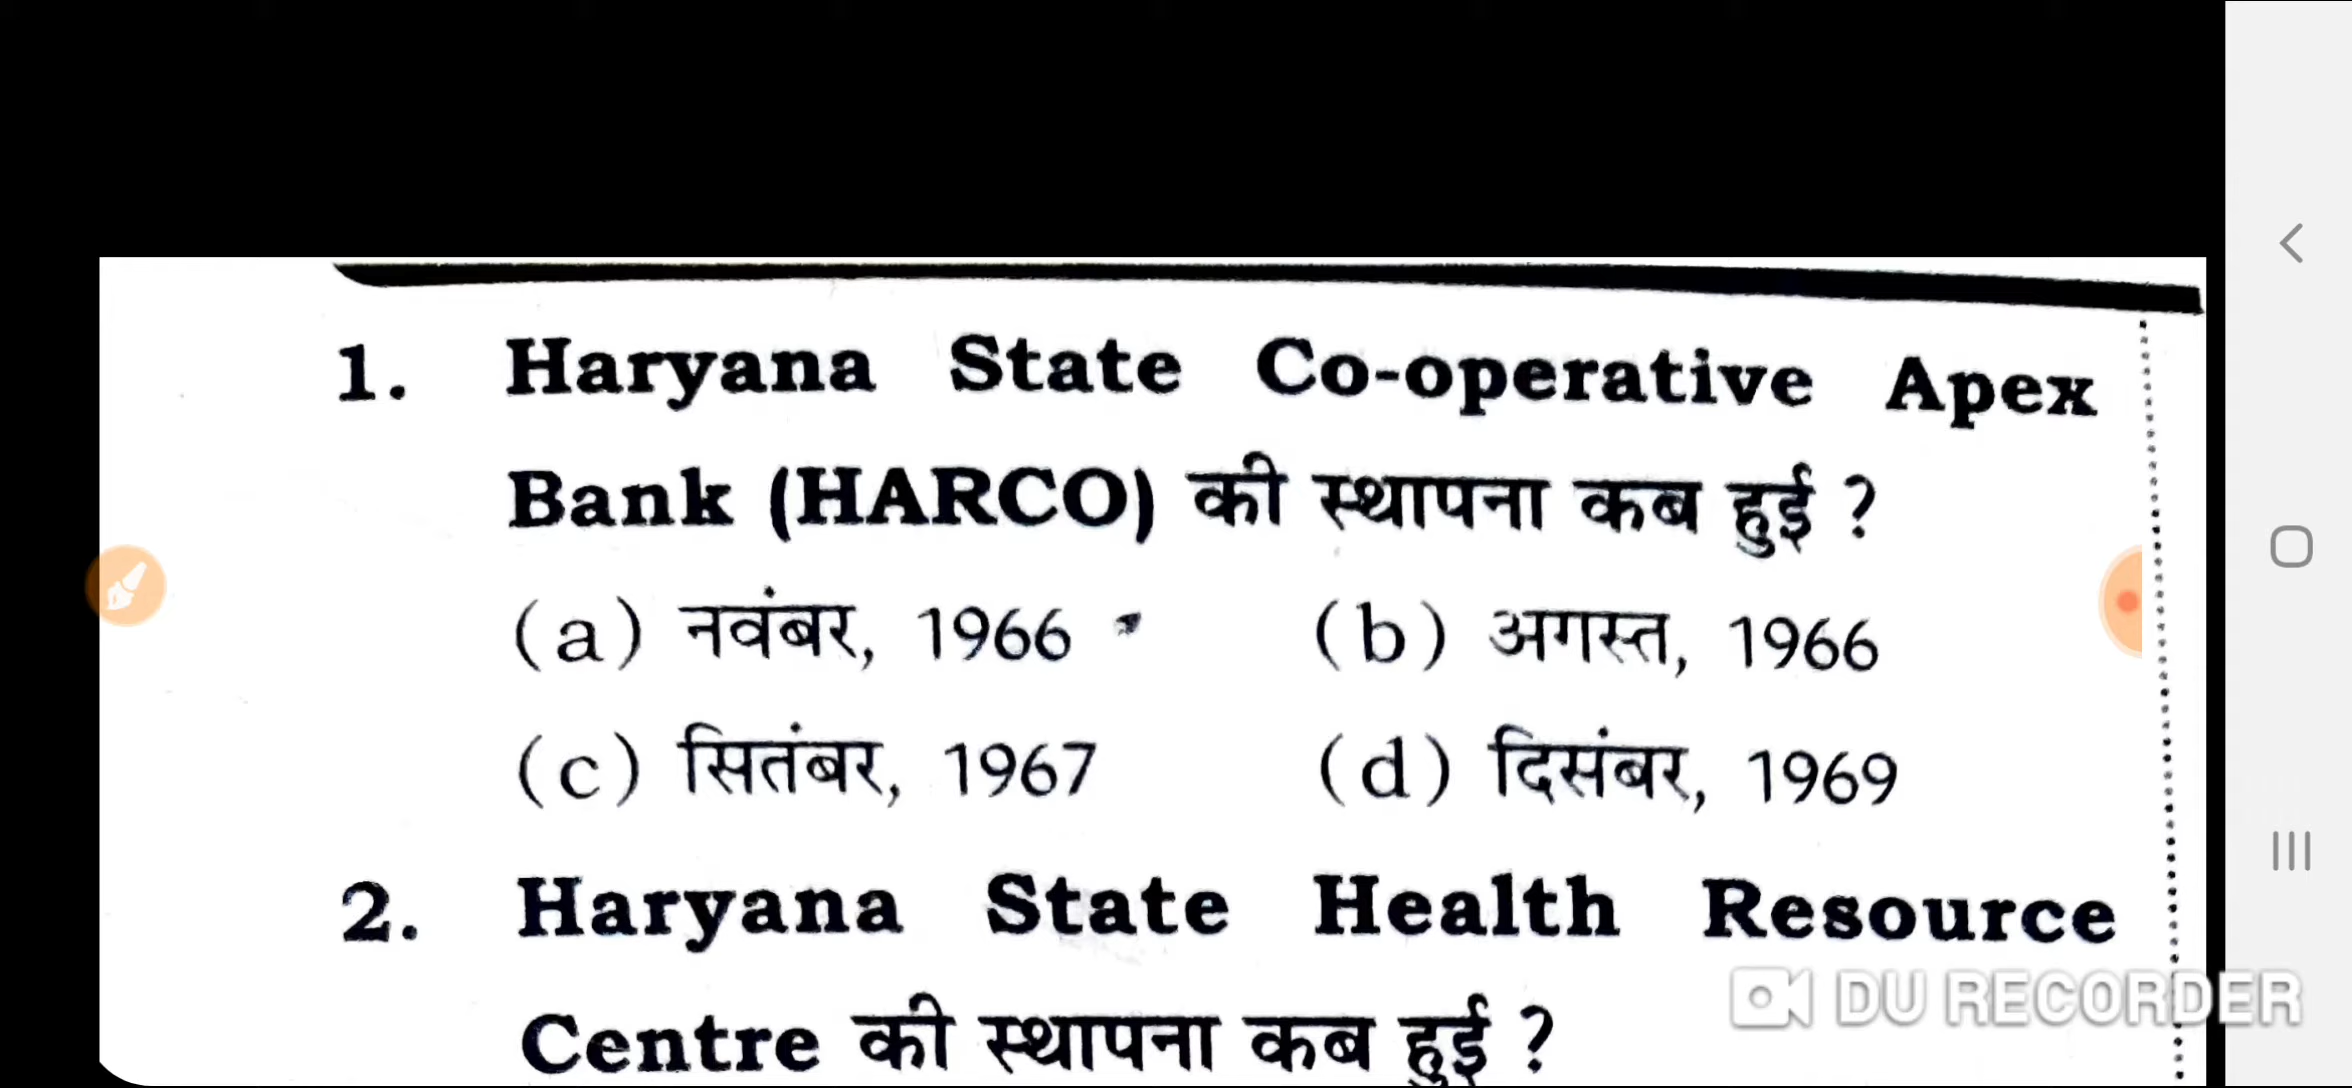 1. Haryana State Co-operative Apex
Bank (HARCO) की स्थापना कब हुई ?
(a) नवंबर, 1966 (b) अगस्त, 1966
(c) सितंबर, 1967 (d) दिसंबर, 1969
2. Haryana State Health Resource
Centre की स्थापना कब हुई ?
DU RECORDER